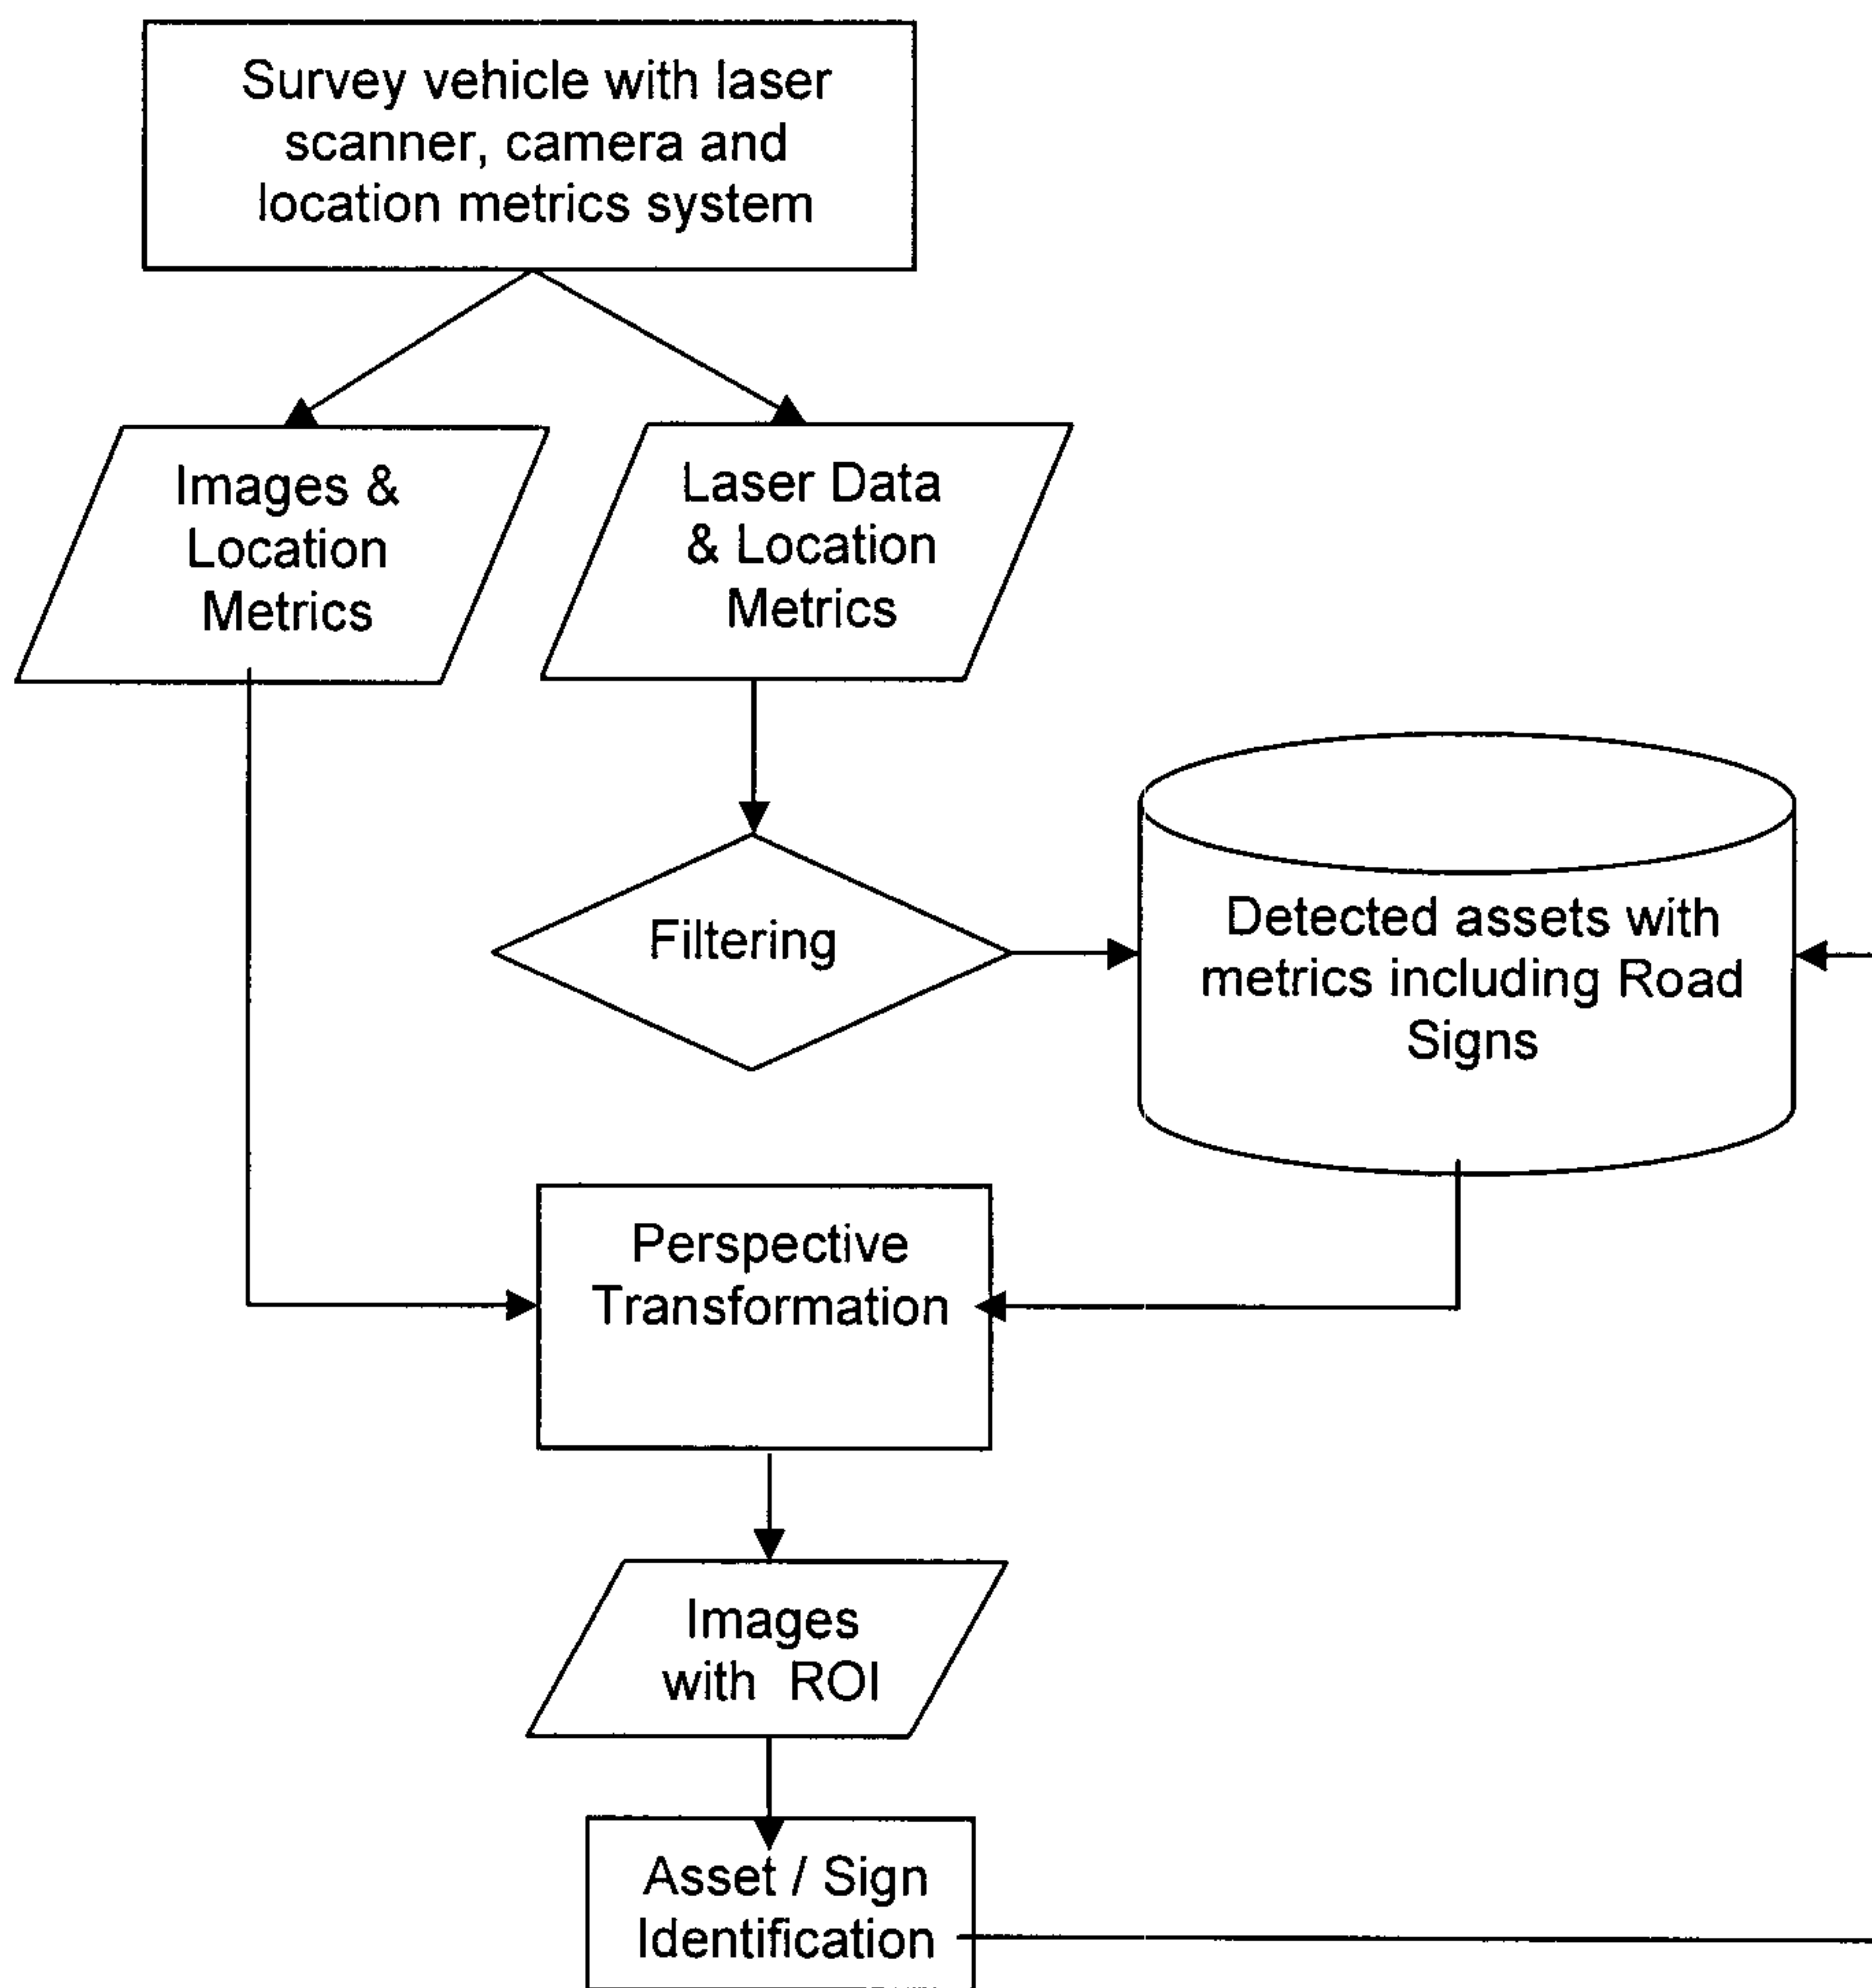 Survey vehicle with laser
scanner, camera and
location metrics system
Images &
Location
Metrics
Laser Data
& Location
Metrics
Filtering
Detected assets with
metrics including Road
Signs
Perspective
Transformation
Images
with ROI
Asset / Sign
Identification